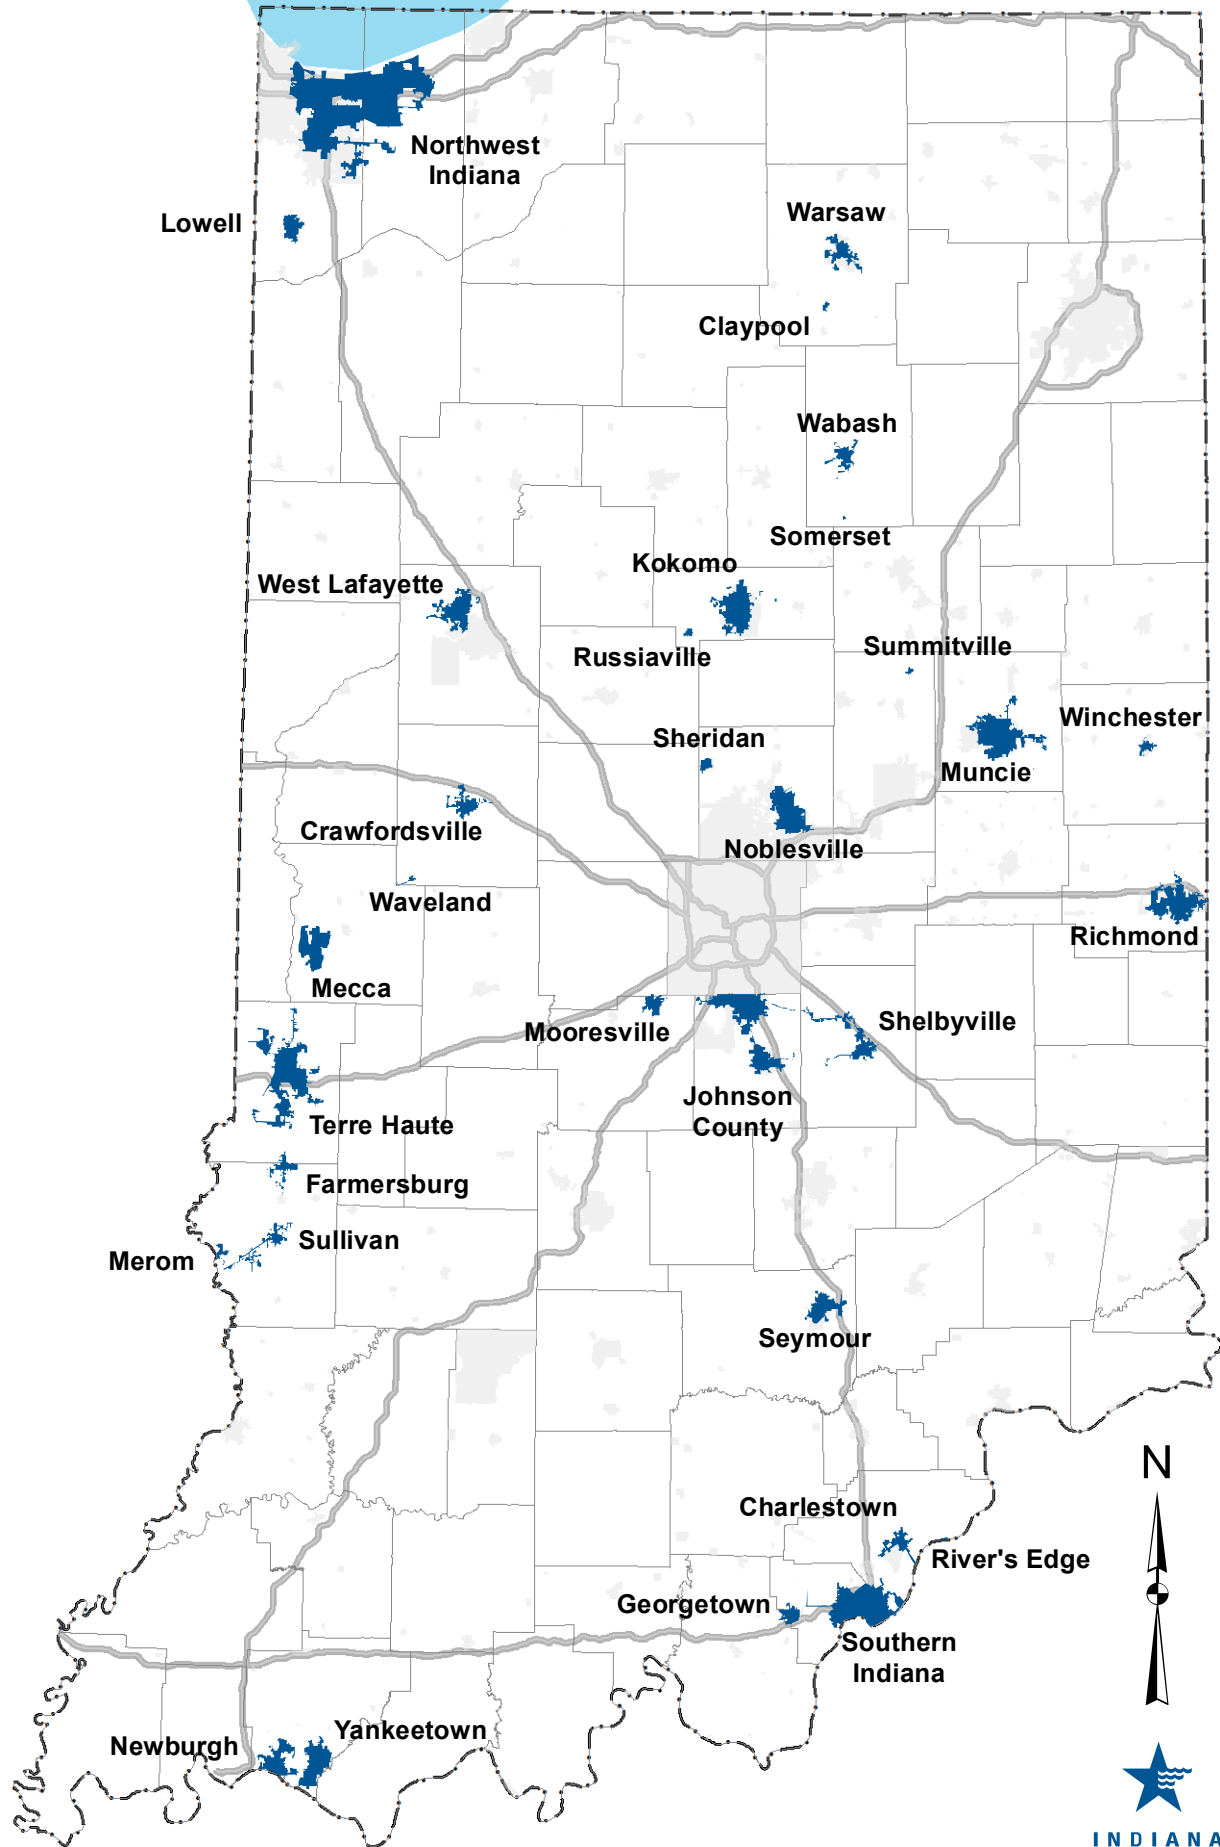 Northwest
Indiana
Lowell
Warsaw
Claypool
Wabash
Somerset
Kokomo
West Lafayette
Russiaville
Summitville
Winchester
Sheridan
Muncie
Crawfordsville
Noblesville
Waveland
Richmond
Mecca
Mooresville
Shelbyville
Johnson
County
Terre Haute
Farmersburg
Sullivan
Merom
Seymour
N
Charlestown
River's Edge
Georgetown
Southern
Indiana
Yankeetown
Newburgh
INDIANA